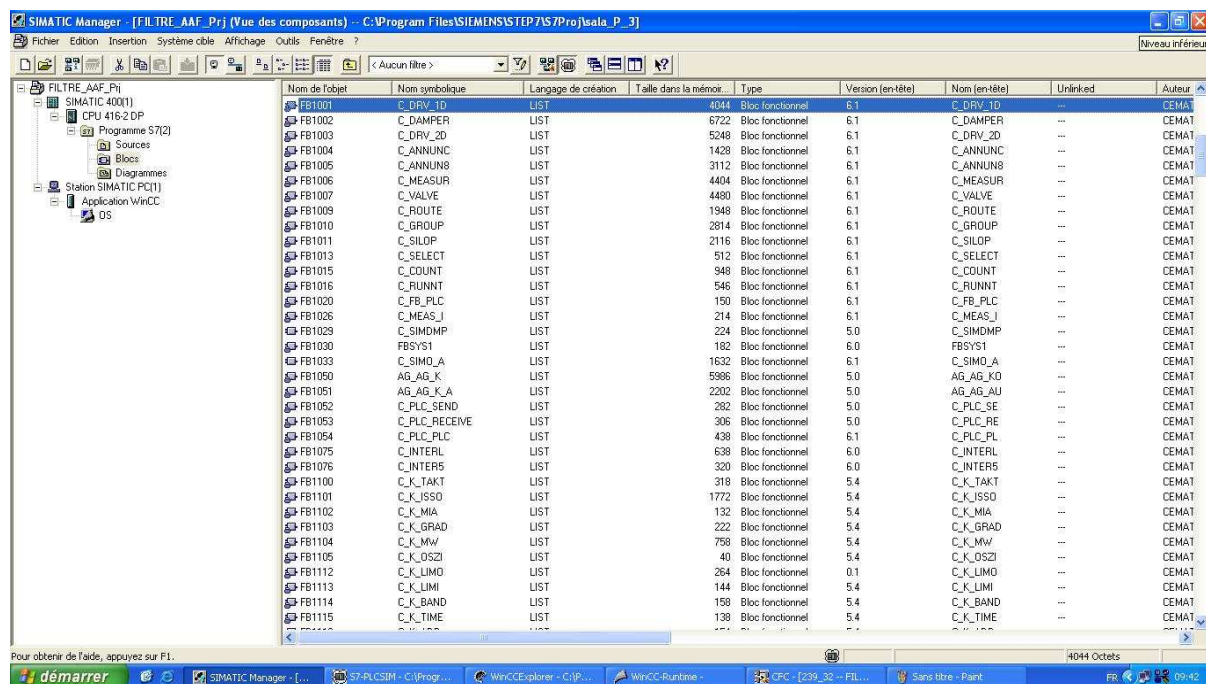 SIMATIC Manager - [FILTRE_AAF_Prj (Vue des composants) -- C:\Program Files\SIEMENS\STEP7\S7Proj\sala_P_3]
Fichier Edition Insertion Système cible Affichage Outils Fenêtre ?
Niveau inférieur
< Aucun filtre >
FILTRE_AAF_Prj
SIMATIC 400(1)
CPU 416-2 DP
Programme S7(2)
Sources
Blocs
Diagrammes
Station SIMATIC PC(1)
Application WinCC
OS
Nom de l'objet Nom symbolique Langage de création Taille dans la mémoir... Type Version (en-tête) Nom (en-tête) Unlinked Auteur
FB1001 C_DRV_1D LIST 4044 Bloc fonctionnel 6.1 C_DRV_1D --- CEMAT
FB1002 C_DAMPER LIST 6722 Bloc fonctionnel 6.1 C_DAMPER --- CEMAT
FB1003 C_DRV_2D LIST 5248 Bloc fonctionnel 6.1 C_DRV_2D --- CEMAT
FB1004 C_ANNUNC LIST 1428 Bloc fonctionnel 6.1 C_ANNUNC --- CEMAT
FB1005 C_ANNUN8 LIST 3112 Bloc fonctionnel 6.1 C_ANNUN8 --- CEMAT
FB1006 C_MEASUR LIST 4404 Bloc fonctionnel 6.1 C_MEASUR --- CEMAT
FB1007 C_VALVE LIST 4480 Bloc fonctionnel 6.1 C_VALVE --- CEMAT
FB1009 C_ROUTE LIST 1948 Bloc fonctionnel 6.1 C_ROUTE --- CEMAT
FB1010 C_GROUP LIST 2814 Bloc fonctionnel 6.1 C_GROUP --- CEMAT
FB1011 C_SILOP LIST 2116 Bloc fonctionnel 6.1 C_SILOP --- CEMAT
FB1013 C_SELECT LIST 512 Bloc fonctionnel 6.1 C_SELECT --- CEMAT
FB1015 C_COUNT LIST 948 Bloc fonctionnel 6.1 C_COUNT --- CEMAT
FB1016 C_RUNNT LIST 546 Bloc fonctionnel 6.1 C_RUNNT --- CEMAT
FB1020 C_FB_PLC LIST 150 Bloc fonctionnel 6.1 C_FB_PLC --- CEMAT
FB1026 C_MEAS_I LIST 214 Bloc fonctionnel 6.1 C_MEAS_I --- CEMAT
FB1029 C_SIMDMP LIST 224 Bloc fonctionnel 5.0 C_SIMDMP --- CEMAT
FB1030 FBSYS1 LIST 182 Bloc fonctionnel 6.0 FBSYS1 --- CEMAT
FB1033 C_SIMO_A LIST 1632 Bloc fonctionnel 6.1 C_SIMO_A --- CEMAT
FB1050 AG_AG_K LIST 5986 Bloc fonctionnel 5.0 AG_AG_KO --- CEMAT
FB1051 AG_AG_K_A LIST 2202 Bloc fonctionnel 5.0 AG_AG_AU --- CEMAT
FB1052 C_PLC_SEND LIST 282 Bloc fonctionnel 5.0 C_PLC_SE --- CEMAT
FB1053 C_PLC_RECEIVE LIST 306 Bloc fonctionnel 5.0 C_PLC_RE --- CEMAT
FB1054 C_PLC_PLC LIST 438 Bloc fonctionnel 6.1 C_PLC_PL --- CEMAT
FB1075 C_INTERL LIST 638 Bloc fonctionnel 6.0 C_INTERL --- CEMAT
FB1076 C_INTER5 LIST 320 Bloc fonctionnel 6.0 C_INTER5 --- CEMAT
FB1100 C_K_TAKT LIST 318 Bloc fonctionnel 5.4 C_K_TAKT --- CEMAT
FB1101 C_K_ISSO LIST 1772 Bloc fonctionnel 5.4 C_K_ISSO --- CEMAT
FB1102 C_K_MIA LIST 132 Bloc fonctionnel 5.4 C_K_MIA --- CEMAT
FB1103 C_K_GRAD LIST 222 Bloc fonctionnel 5.4 C_K_GRAD --- CEMAT
FB1104 C_K_MW LIST 758 Bloc fonctionnel 5.4 C_K_MW --- CEMAT
FB1105 C_K_OSZI LIST 40 Bloc fonctionnel 5.4 C_K_OSZI --- CEMAT
FB1112 C_K_LIMO LIST 264 Bloc fonctionnel 0.1 C_K_LIMO --- CEMAT
FB1113 C_K_LIMI LIST 144 Bloc fonctionnel 5.4 C_K_LIMI --- CEMAT
FB1114 C_K_BAND LIST 158 Bloc fonctionnel 5.4 C_K_BAND --- CEMAT
FB1115 C_K_TIME LIST 138 Bloc fonctionnel 5.4 C_K_TIME --- CEMAT
Pour obtenir de l'aide, appuyez sur F1. 4044 Octets
démarrer SIMATIC Manager - [... S7-PLCSIM - C:\Progr... WinCCExplorer - C:\P... WinCC-Runtime - CFC - [239_32 -- FIL... Sans titre - Paint FR 09:42